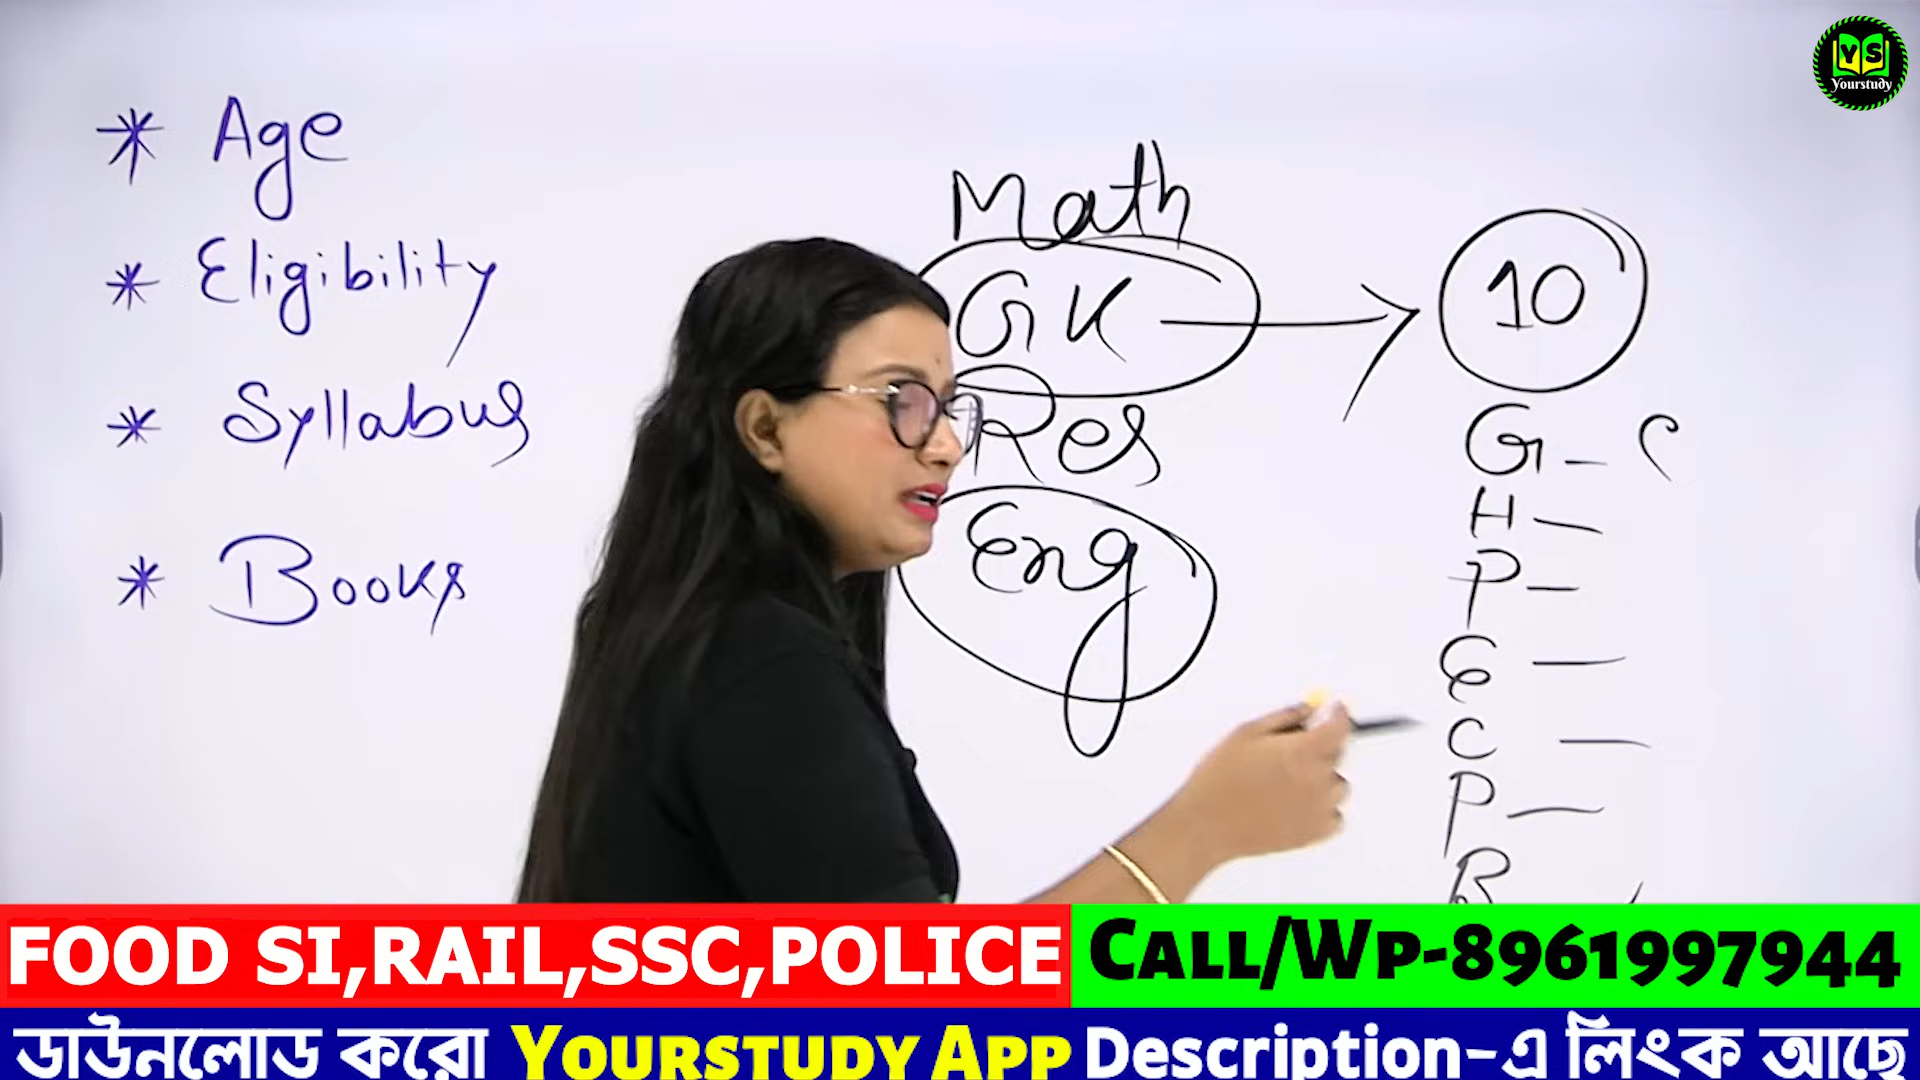 YS
Yourstudy
* Age
* Eligibility
* Syllabus
* Books
Math
GK → 10
Res
Eng
G - C
H -
P -
E -
C -
P -
B
FOOD SI,RAIL,SSC,POLICE
CALL/WP-8961997944
ডাউনলোড করো YOURSTUDY APP Description-এ লিংক আছে